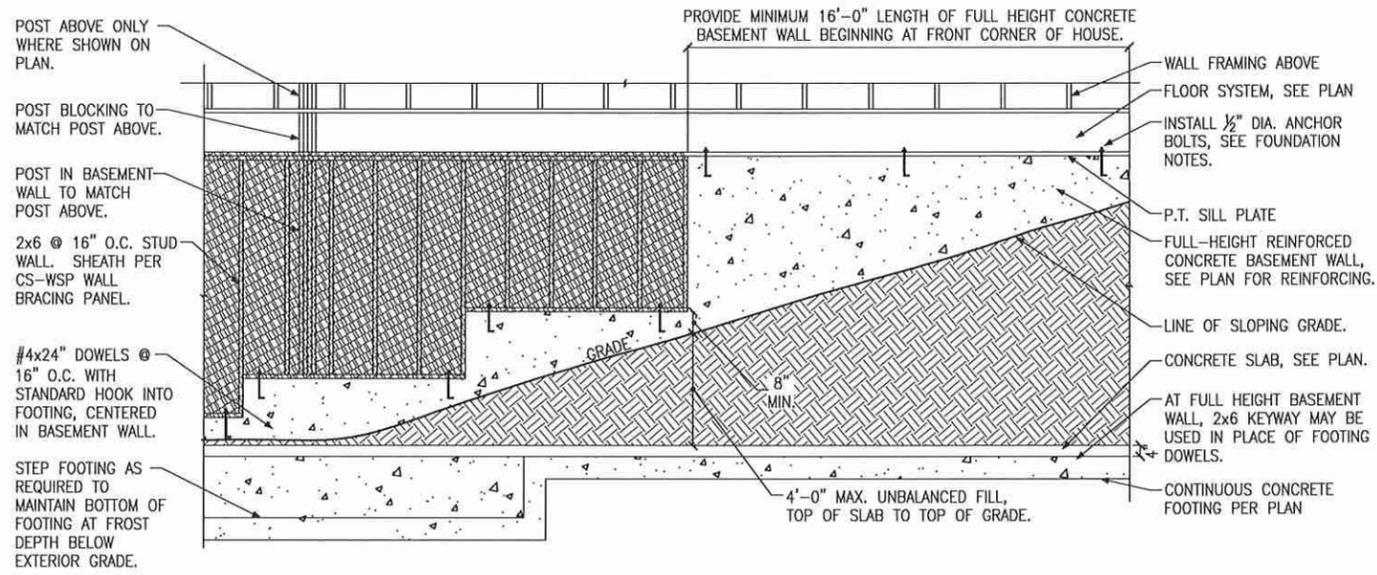 POST ABOVE ONLY
WHERE SHOWN ON
PLAN.
POST BLOCKING TO
MATCH POST ABOVE.
POST IN BASEMENT
WALL TO MATCH
POST ABOVE.
2x6 @ 16" O.C. STUD
WALL. SHEATH PER
CS-WSP WALL
BRACING PANEL.
#4x24" DOWELS @
16" O.C. WITH
STANDARD HOOK INTO
FOOTING, CENTERED
IN BASEMENT WALL.
STEP FOOTING AS
REQUIRED TO
MAINTAIN BOTTOM OF
FOOTING AT FROST
DEPTH BELOW
EXTERIOR GRADE.
PROVIDE MINIMUM 16'-0" LENGTH OF FULL HEIGHT CONCRETE
BASEMENT WALL BEGINNING AT FRONT CORNER OF HOUSE.
GRADE
8"
MIN.
4'-0" MAX. UNBALANCED FILL,
TOP OF SLAB TO TOP OF GRADE.
WALL FRAMING ABOVE
FLOOR SYSTEM, SEE PLAN
INSTALL ½" DIA. ANCHOR
BOLTS, SEE FOUNDATION
NOTES.
P.T. SILL PLATE
FULL-HEIGHT REINFORCED
CONCRETE BASEMENT WALL,
SEE PLAN FOR REINFORCING.
LINE OF SLOPING GRADE.
CONCRETE SLAB, SEE PLAN.
AT FULL HEIGHT BASEMENT
WALL, 2x6 KEYWAY MAY BE
USED IN PLACE OF FOOTING
DOWELS.
4"
CONTINUOUS CONCRETE
FOOTING PER PLAN